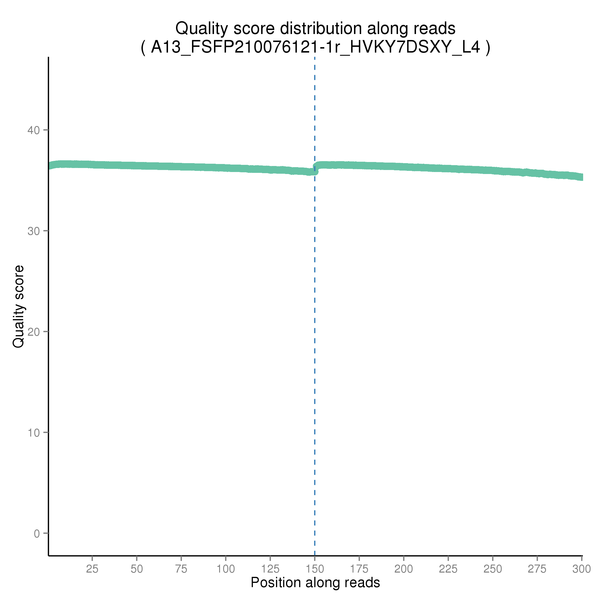 Quality score distribution along reads
( A13_FSFP210076121-1r_HVKY7DSXY_L4 )
Quality score
40
30
20
10
0
25 50 75 100 125 150 175 200 225 250 275 300
Position along reads